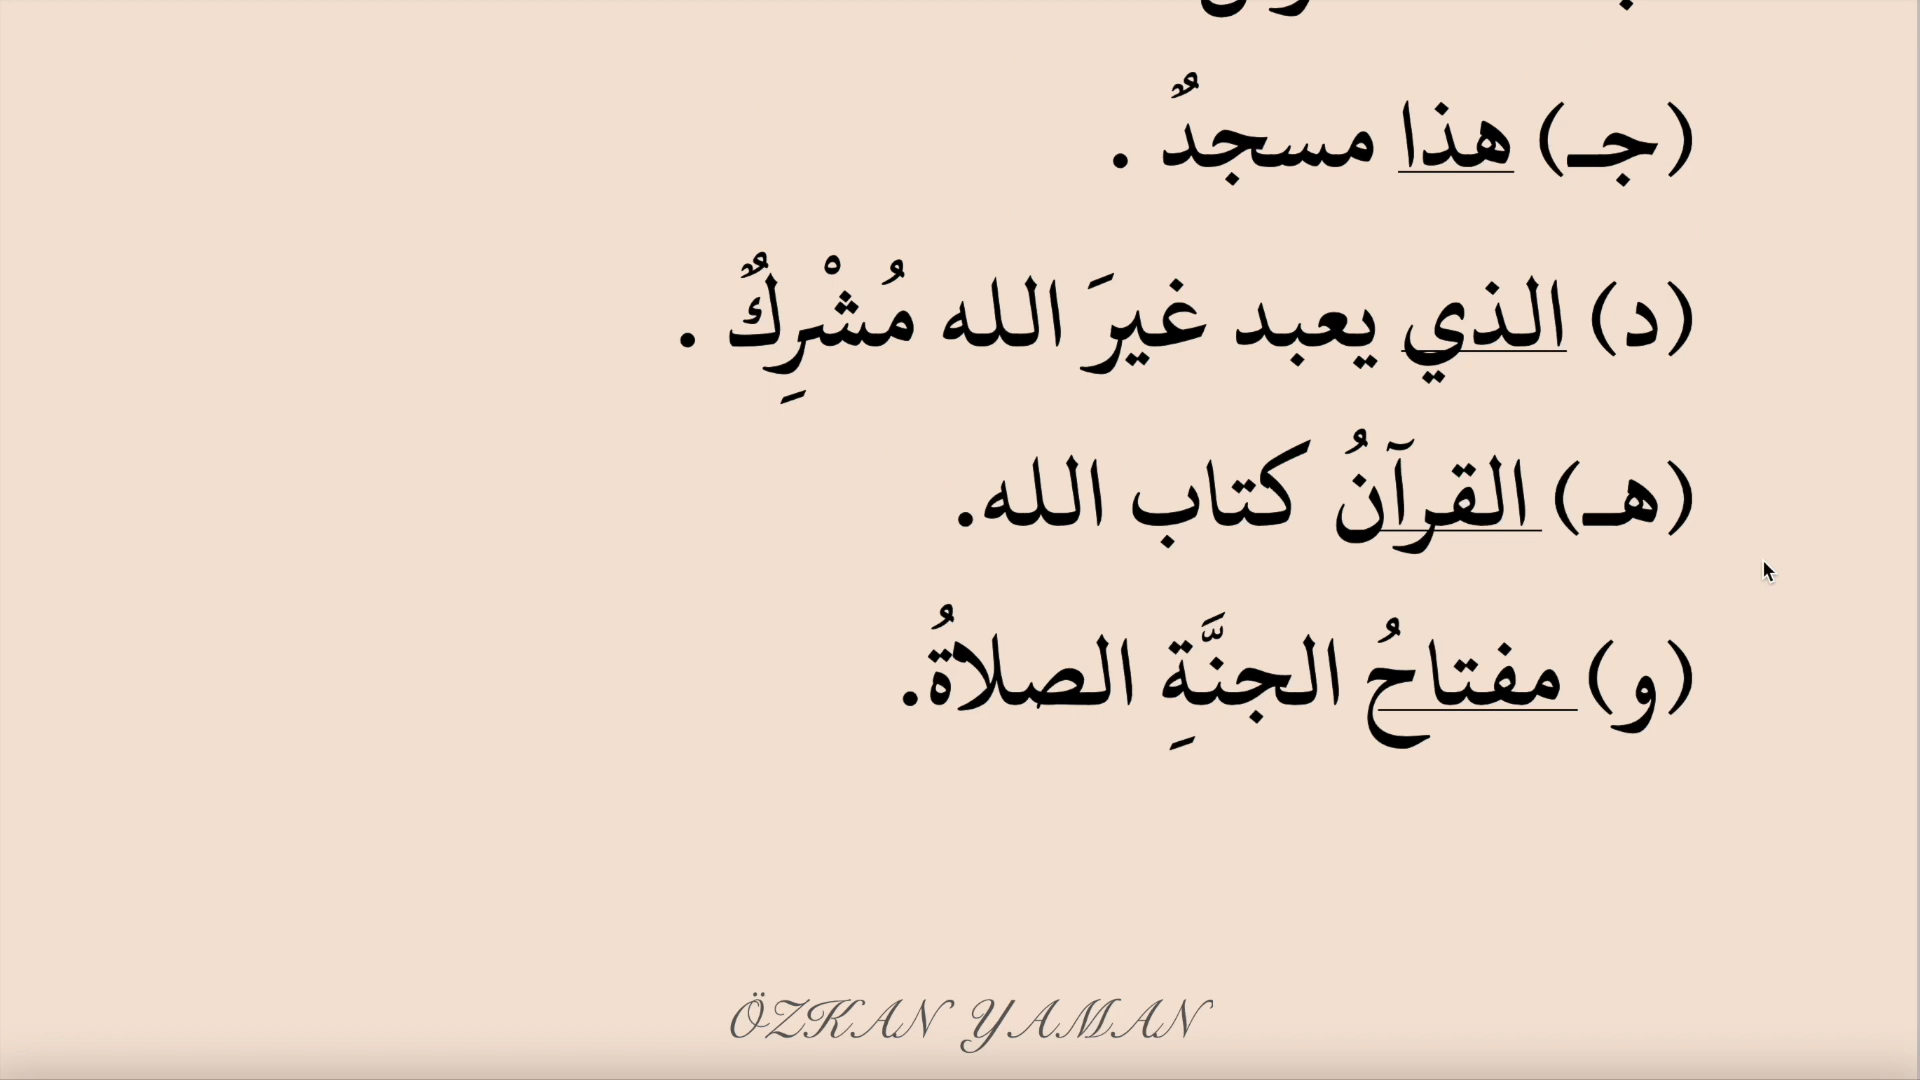 (جـ) هذا مسجدٌ .
(د) الذي يعبد غيرَ الله مُشْرِكٌ .
(هـ) القرآنُ كتاب الله.
(و) مفتاحُ الجنَّةِ الصلاةُ.
ÖZKAN YAMAN